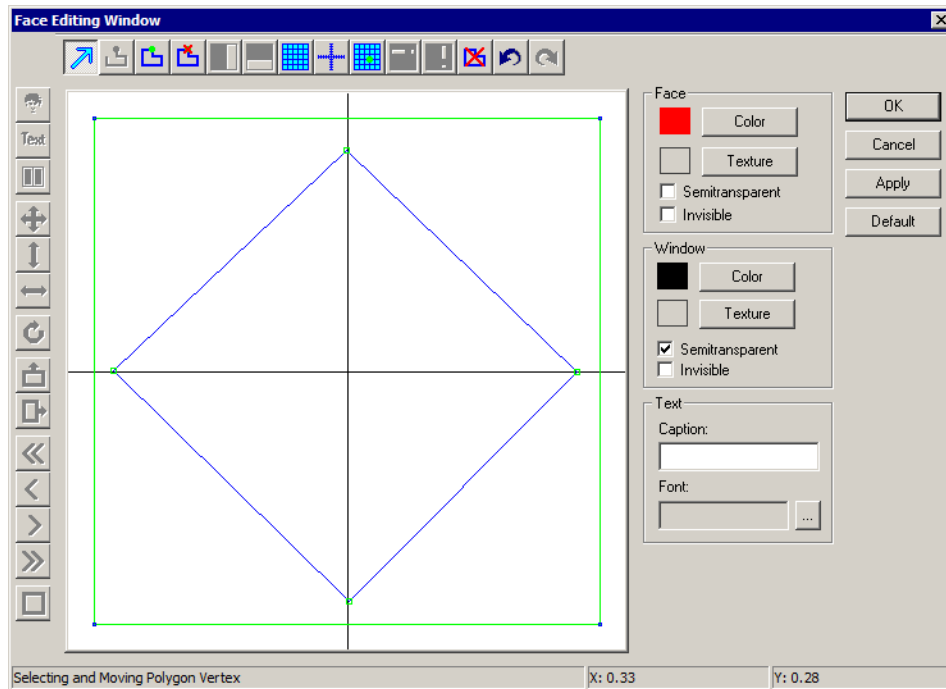 Face Editing Window
Text
Face
Color
Texture
Semitransparent
Invisible
Window
Color
Texture
Semitransparent
Invisible
Text
Caption:
Font:
...
OK
Cancel
Apply
Default
Selecting and Moving Polygon Vertex
X: 0.33
Y: 0.28